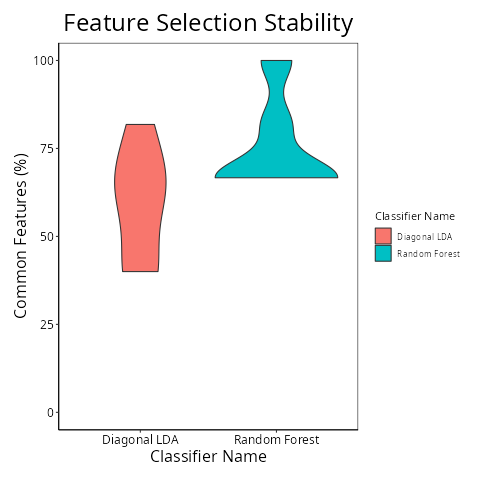 Feature Selection Stability
Common Features (%)
100
75
50
25
0
Diagonal LDA
Random Forest
Classifier Name
Classifier Name
Diagonal LDA
Random Forest